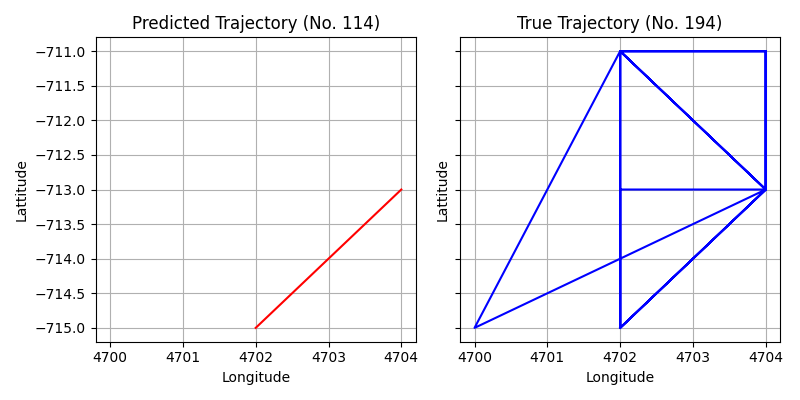 Predicted Trajectory (No. 114)
True Trajectory (No. 194)
−711.0
−711.5
−712.0
−712.5
−713.0
−713.5
−714.0
−714.5
−715.0
Lattitude
Lattitude
4700 4701 4702 4703 4704
4700 4701 4702 4703 4704
Longitude
Longitude